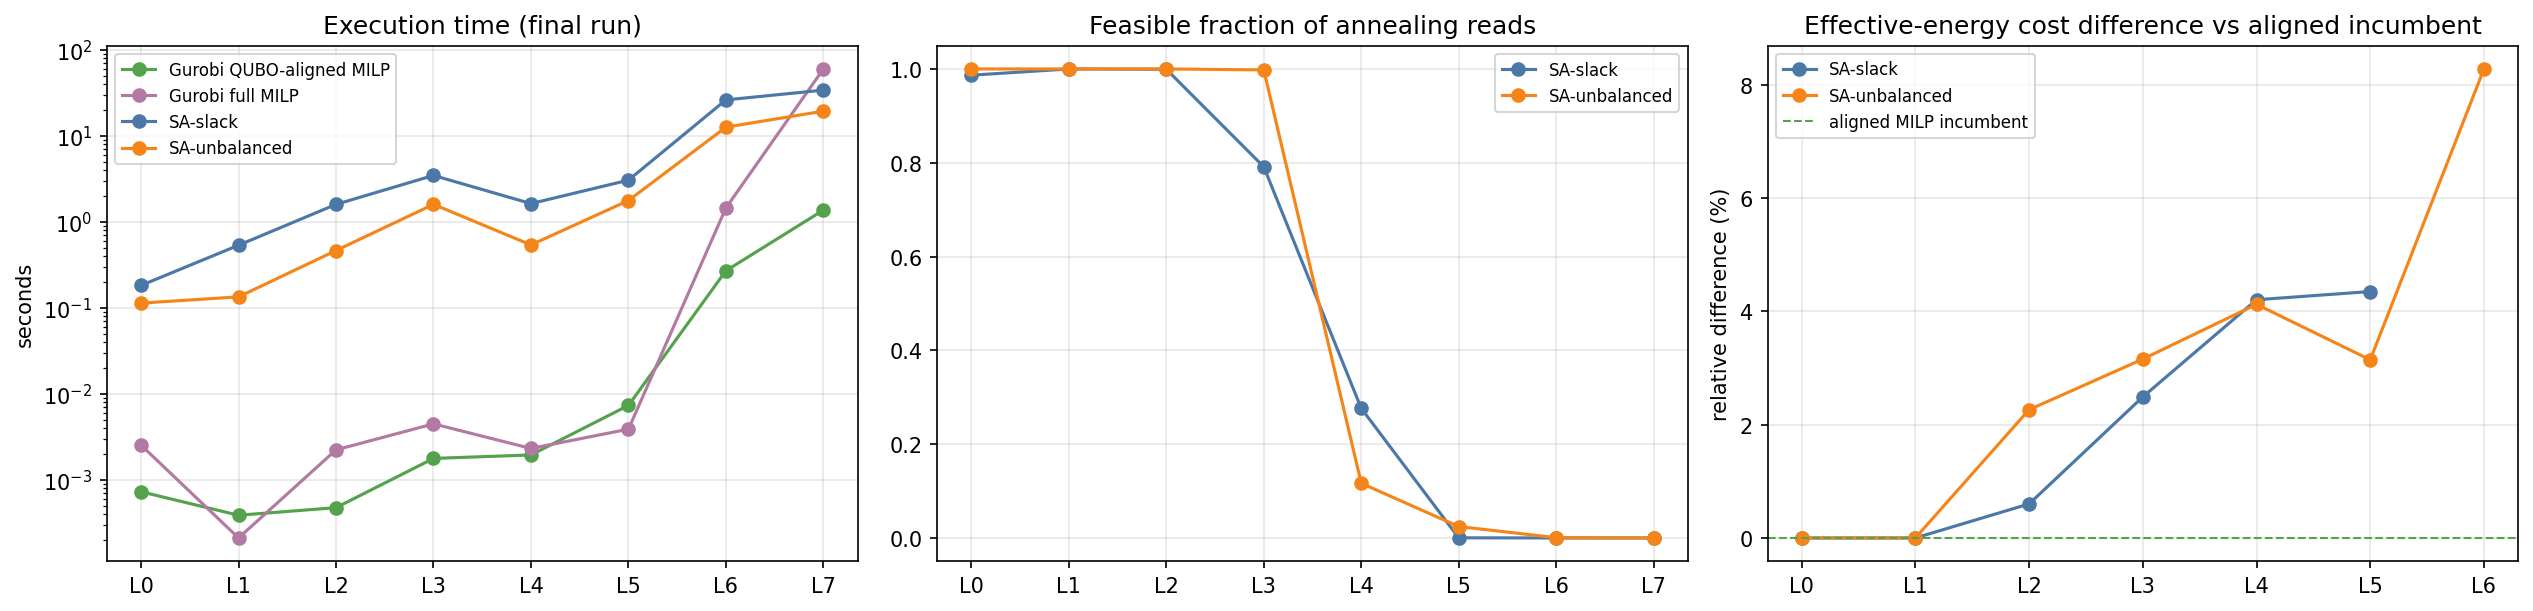 Execution time (final run)
seconds
10²
10¹
10⁰
10⁻¹
10⁻²
10⁻³
Gurobi QUBO-aligned MILP
Gurobi full MILP
SA-slack
SA-unbalanced
L0 L1 L2 L3 L4 L5 L6 L7
Feasible fraction of annealing reads
1.0
0.8
0.6
0.4
0.2
0.0
SA-slack
SA-unbalanced
L0 L1 L2 L3 L4 L5 L6 L7
Effective-energy cost difference vs aligned incumbent
relative difference (%)
8
6
4
2
0
SA-slack
SA-unbalanced
aligned MILP incumbent
L0 L1 L2 L3 L4 L5 L6